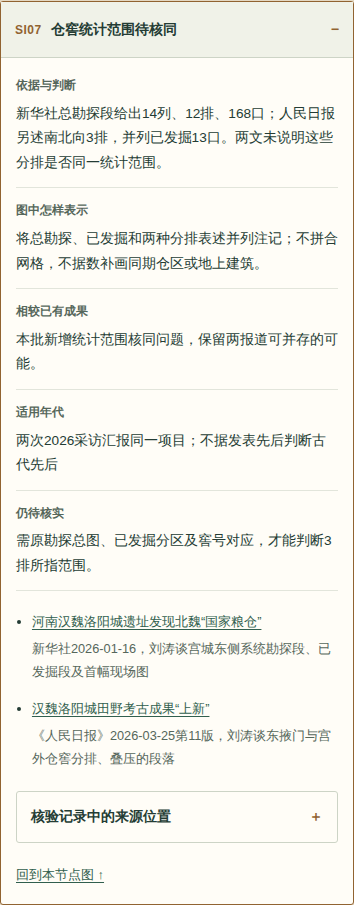 SI07 仓窖统计范围待核同 −
依据与判断
新华社总勘探段给出14列、12排、168口；人民日报
另述南北向3排，并列已发掘13口。两文未说明这些
分排是否同一统计范围。
图中怎样表示
将总勘探、已发掘和两种分排表述并列注记；不拼合
网格，不据数补画同期仓区或地上建筑。
相较已有成果
本批新增统计范围核同问题，保留两报道可并存的可
能。
适用年代
两次2026采访汇报同一项目；不据发表先后判断古
代先后
仍待核实
需原勘探总图、已发掘分区及窖号对应，才能判断3
排所指范围。
• 河南汉魏洛阳城遗址发现北魏“国家粮仓”
新华社2026-01-16，刘涛谈宫城东侧系统勘探段、已
发掘段及首幅现场图
• 汉魏洛阳城田野考古成果“上新”
《人民日报》2026-03-25第11版，刘涛谈东掖门与宫
外仓窖分排、叠压的段落
核验记录中的来源位置 +
回到本节点图 ↑